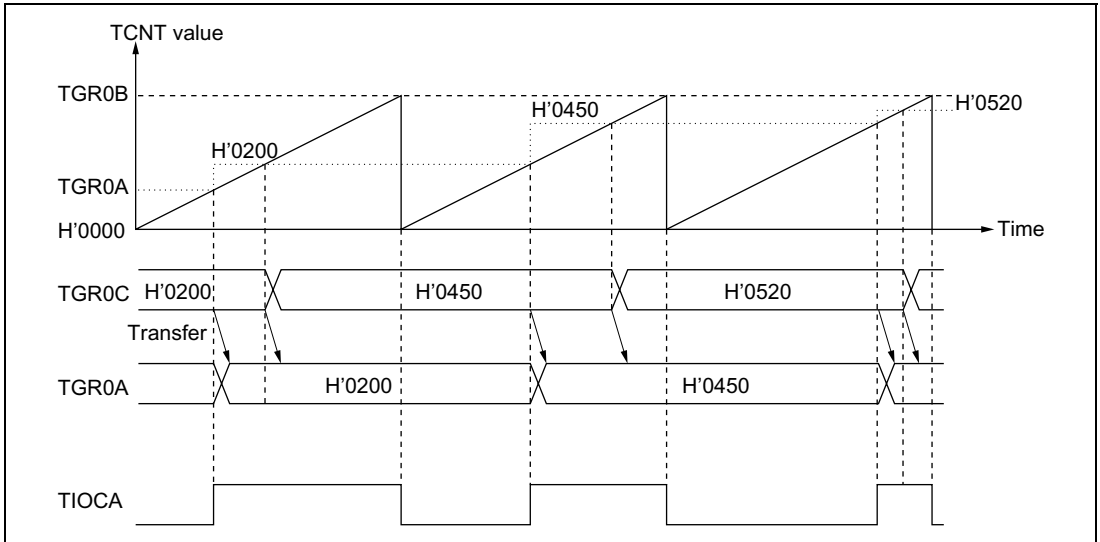 TCNT value
TGR0B
H'0520
H'0450
H'0200
TGR0A
H'0000
Time
TGR0C
H'0200
H'0450
H'0520
Transfer
TGR0A
H'0200
H'0450
TIOCA